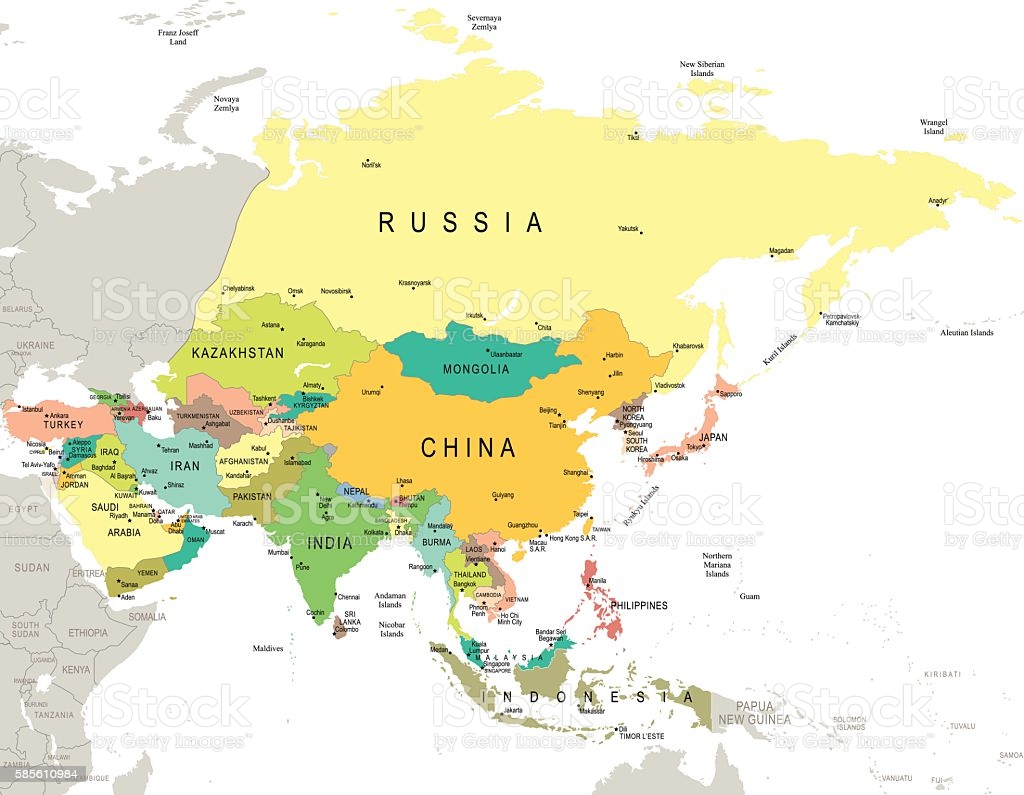 Severnaya
Zemlya
Franz Joseff
Land
New Siberian
Islands
Novaya
Zemlya
Wrangel
Island
Tiksi
Noril'sk
Anadyr'
RUSSIA
Yakutsk
Magadan
Chelyabinsk
Omsk
Novosibirsk
Krasnoyarsk
Petropavlovsk-
Kamchatskiy
Aleutian Islands
Kuril Islands
BELARUS
UKRAINE
MOLDOVA
Irkutsk
Chita
Astana
Karaganda
KAZAKHSTAN
Ulaanbaatar
MONGOLIA
Harbin
Khabarovsk
Jilin
Vladivostok
Almaty
Bishkek
KYRGYZTAN
Urumqi
Shenyang
Sapporo
GEORGIA
Tbilisi
ARMENIA
AZERBAIJAN
Yerevan
Baku
TURKMENISTAN
Ashgabat
UZBEKISTAN
Tashkent
Dushanbe
TAJIKISTAN
Beijing
Tianjin
NORTH
KOREA
Pyongyuang
Seoul
SOUTH
KOREA
JAPAN
Tokyo
Osaka
Hiroshima
Istanbul
Ankara
TURKEY
Nicosia
CYPRUS
Beirut
Aleppo
SYRIA
Damascus
Tel Aviv-Yafo
ISRAEL
Amman
JORDAN
IRAQ
Baghdad
Al Bayrah
Tehran
Mashhad
IRAN
Ahvaz
Shiraz
KUWAIT
Kuwait
AFGHANISTAN
Kabul
Kandahar
Islamabad
PAKISTAN
Karachi
CHINA
Shanghai
Lhasa
Guiyang
Guangzhou
Macau
S.A.R.
Hong Kong S.A.R.
Taipei
TAIWAN
Ryukyu Islands
EGYPT
SAUDI
ARABIA
Riyadh
BAHRAIN
Manama
QATAR
Doha
UNITED ARAB
EMIRATES
Abu
Dhabi
Muscat
OMAN
YEMEN
Sanaa
Aden
NEPAL
Kathmandu
BHUTAN
Thimpu
New
Delhi
Agra
INDIA
BANGLADESH
Dhaka
Kolkata
Mumbai
Pune
Chennai
Cochin
SRI
LANKA
Colombo
Maldives
Andaman
Islands
Nicobar
Islands
Mandalay
BURMA
Rangoon
LAOS
Vientiane
Hanoi
THAILAND
Bangkok
CAMBODIA
Phnom
Penh
VIETNAM
Ho Chi
Minh City
Manila
PHILIPPINES
Northern
Mariana
Islands
Guam
SUDAN
ERITREA
SOUTH
SUDAN
ETHIOPIA
SOMALIA
UGANDA
KENYA
RWANDA
BURUNDI
TANZANIA
MALAWI
ZAMBIA
Medan
Kuala
Lumpur
MALAYSIA
Singapore
SINGAPORE
Bandar Seri
Begawan
INDONESIA
Jakarta
Makassar
Dili
TIMOR L'ESTE
PAPUA
NEW GUINEA
SOLOMON
ISLANDS
KIRIBATI
TUVALU
SAMOA
VANUATU
FIJI
iStock
by Getty Images
585610984